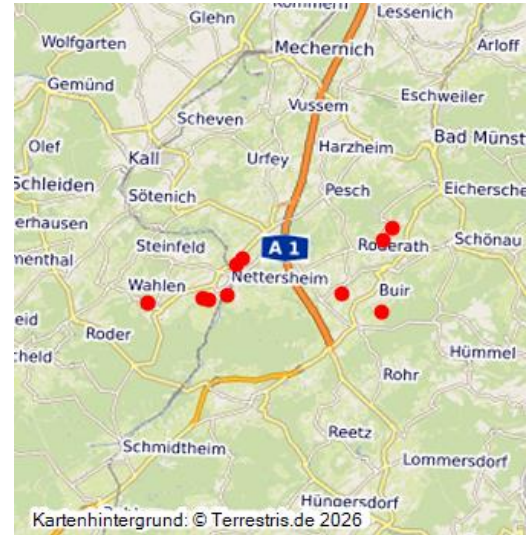 Glehn
Lessenich
Wolfgarten
Mechernich
Arloff
Gemünd
Vussem
Eschweiler
Scheven
Olef
Kall
Urfey
Harzheim
Bad Münst
Schleiden
Sötenich
Pesch
Eichersche
erhausen
Steinfeld
A 1
Roderath
Schönau
menthal
Nettersheim
Wahlen
Buir
eid
Roder
cheid
Hümmel
Rohr
Schmidtheim
Reetz
Lommersdorf
Hüngersdorf
Kartenhintergrund: © Terrestris.de 2026